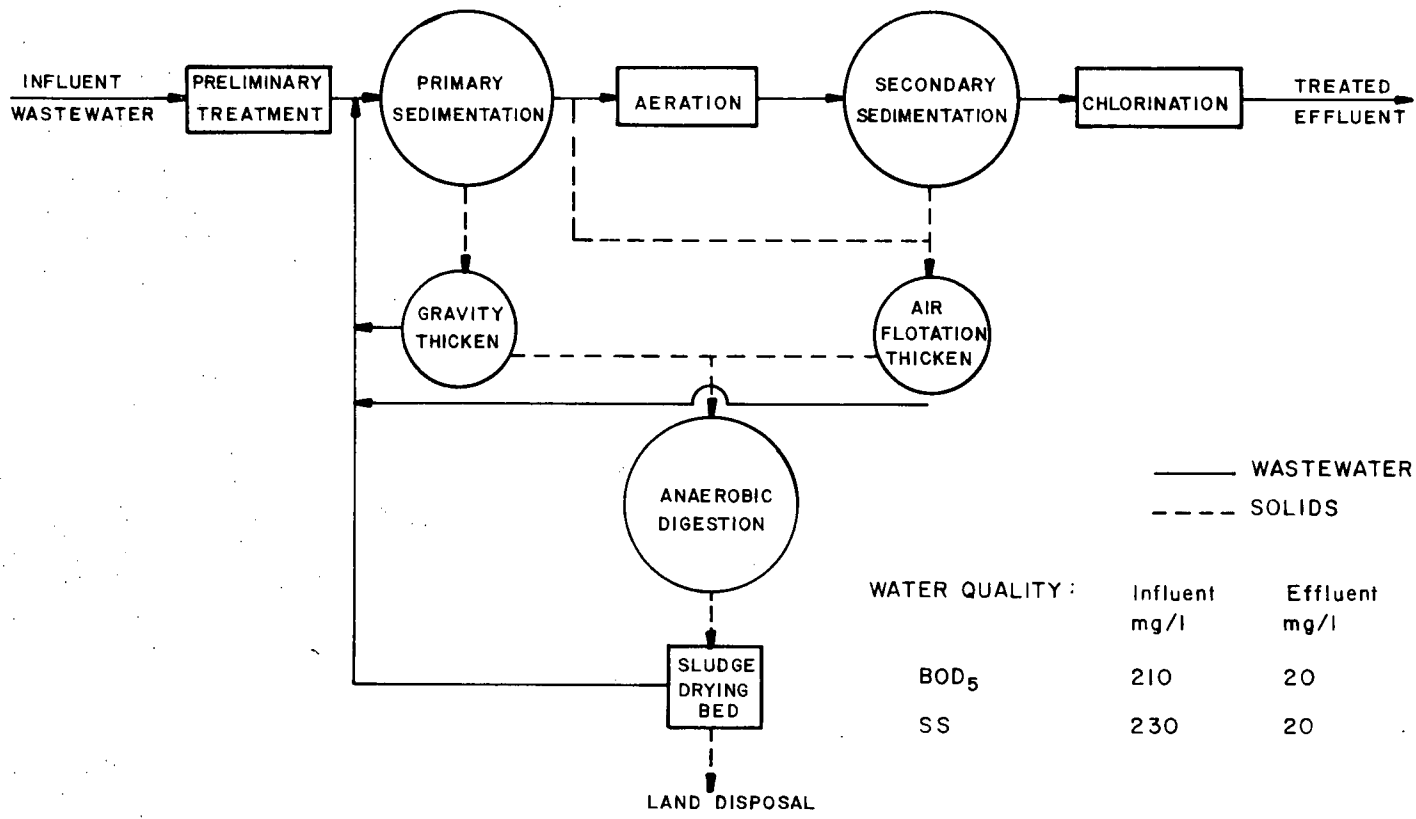 INFLUENT
WASTEWATER
PRELIMINARY
TREATMENT
PRIMARY
SEDIMENTATION
AERATION
SECONDARY
SEDIMENTATION
CHLORINATION
TREATED
EFFLUENT
GRAVITY
THICKEN
AIR
FLOTATION
THICKEN
ANAEROBIC
DIGESTION
WASTEWATER
SOLIDS
WATER QUALITY : Influent Effluent
mg/l mg/l
BOD5 210 20
SS 230 20
SLUDGE
DRYING
BED
LAND DISPOSAL